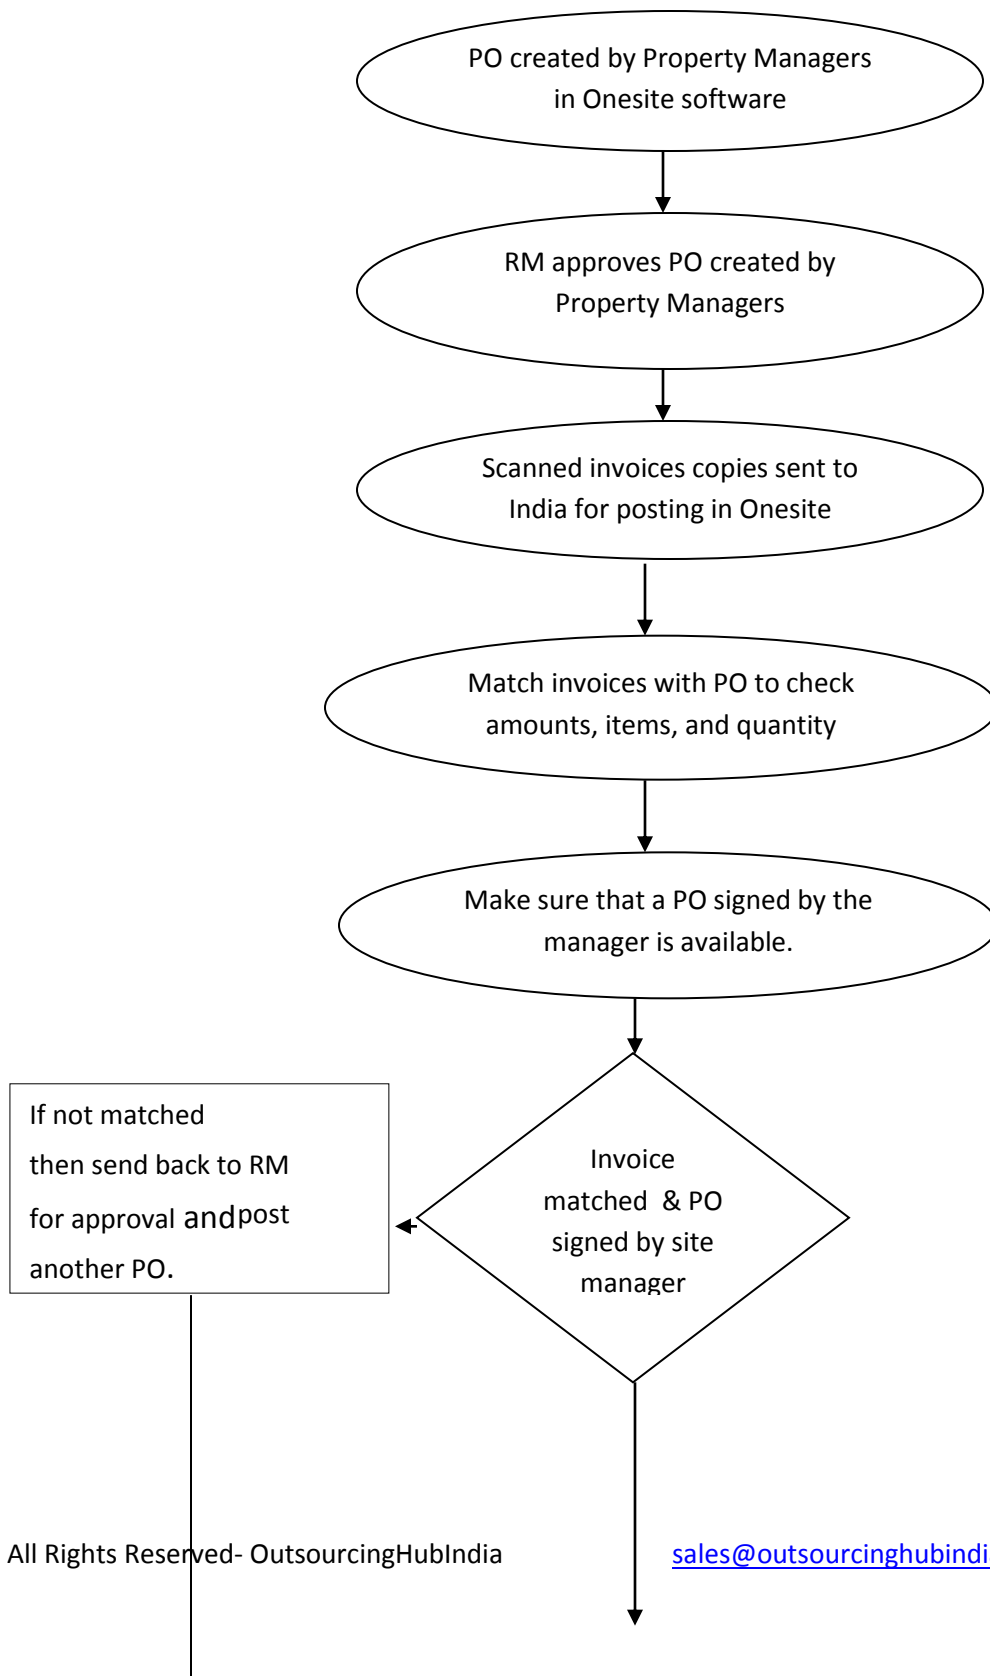 PO created by Property Managers
in Onesite software
RM approves PO created by
Property Managers
Scanned invoices copies sent to
India for posting in Onesite
Match invoices with PO to check
amounts, items, and quantity
Make sure that a PO signed by the
manager is available.
If not matched
then send back to RM
for approval and post
another PO.
Invoice
matched & PO
signed by site
manager
All Rights Reserved- OutsourcingHubIndia
sales@outsourcinghubindi